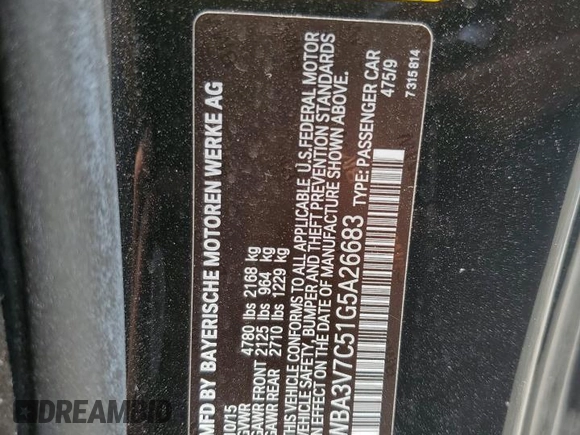 MFD BY BAYERISCHE MOTOREN WERKE AG
10/15
GVWR 4780 lbs 2168 kg
GAWR FRONT 2125 lbs 964 kg
GAWR REAR 2710 lbs 1229 kg
THIS VEHICLE CONFORMS TO ALL APPLICABLE U.S. FEDERAL MOTOR
VEHICLE SAFETY, BUMPER AND THEFT PREVENTION STANDARDS
IN EFFECT ON THE DATE OF MANUFACTURE SHOWN ABOVE.
WBA3V7C51G5A26683 TYPE: PASSENGER CAR
475/9
7 315 814
DREAMBID